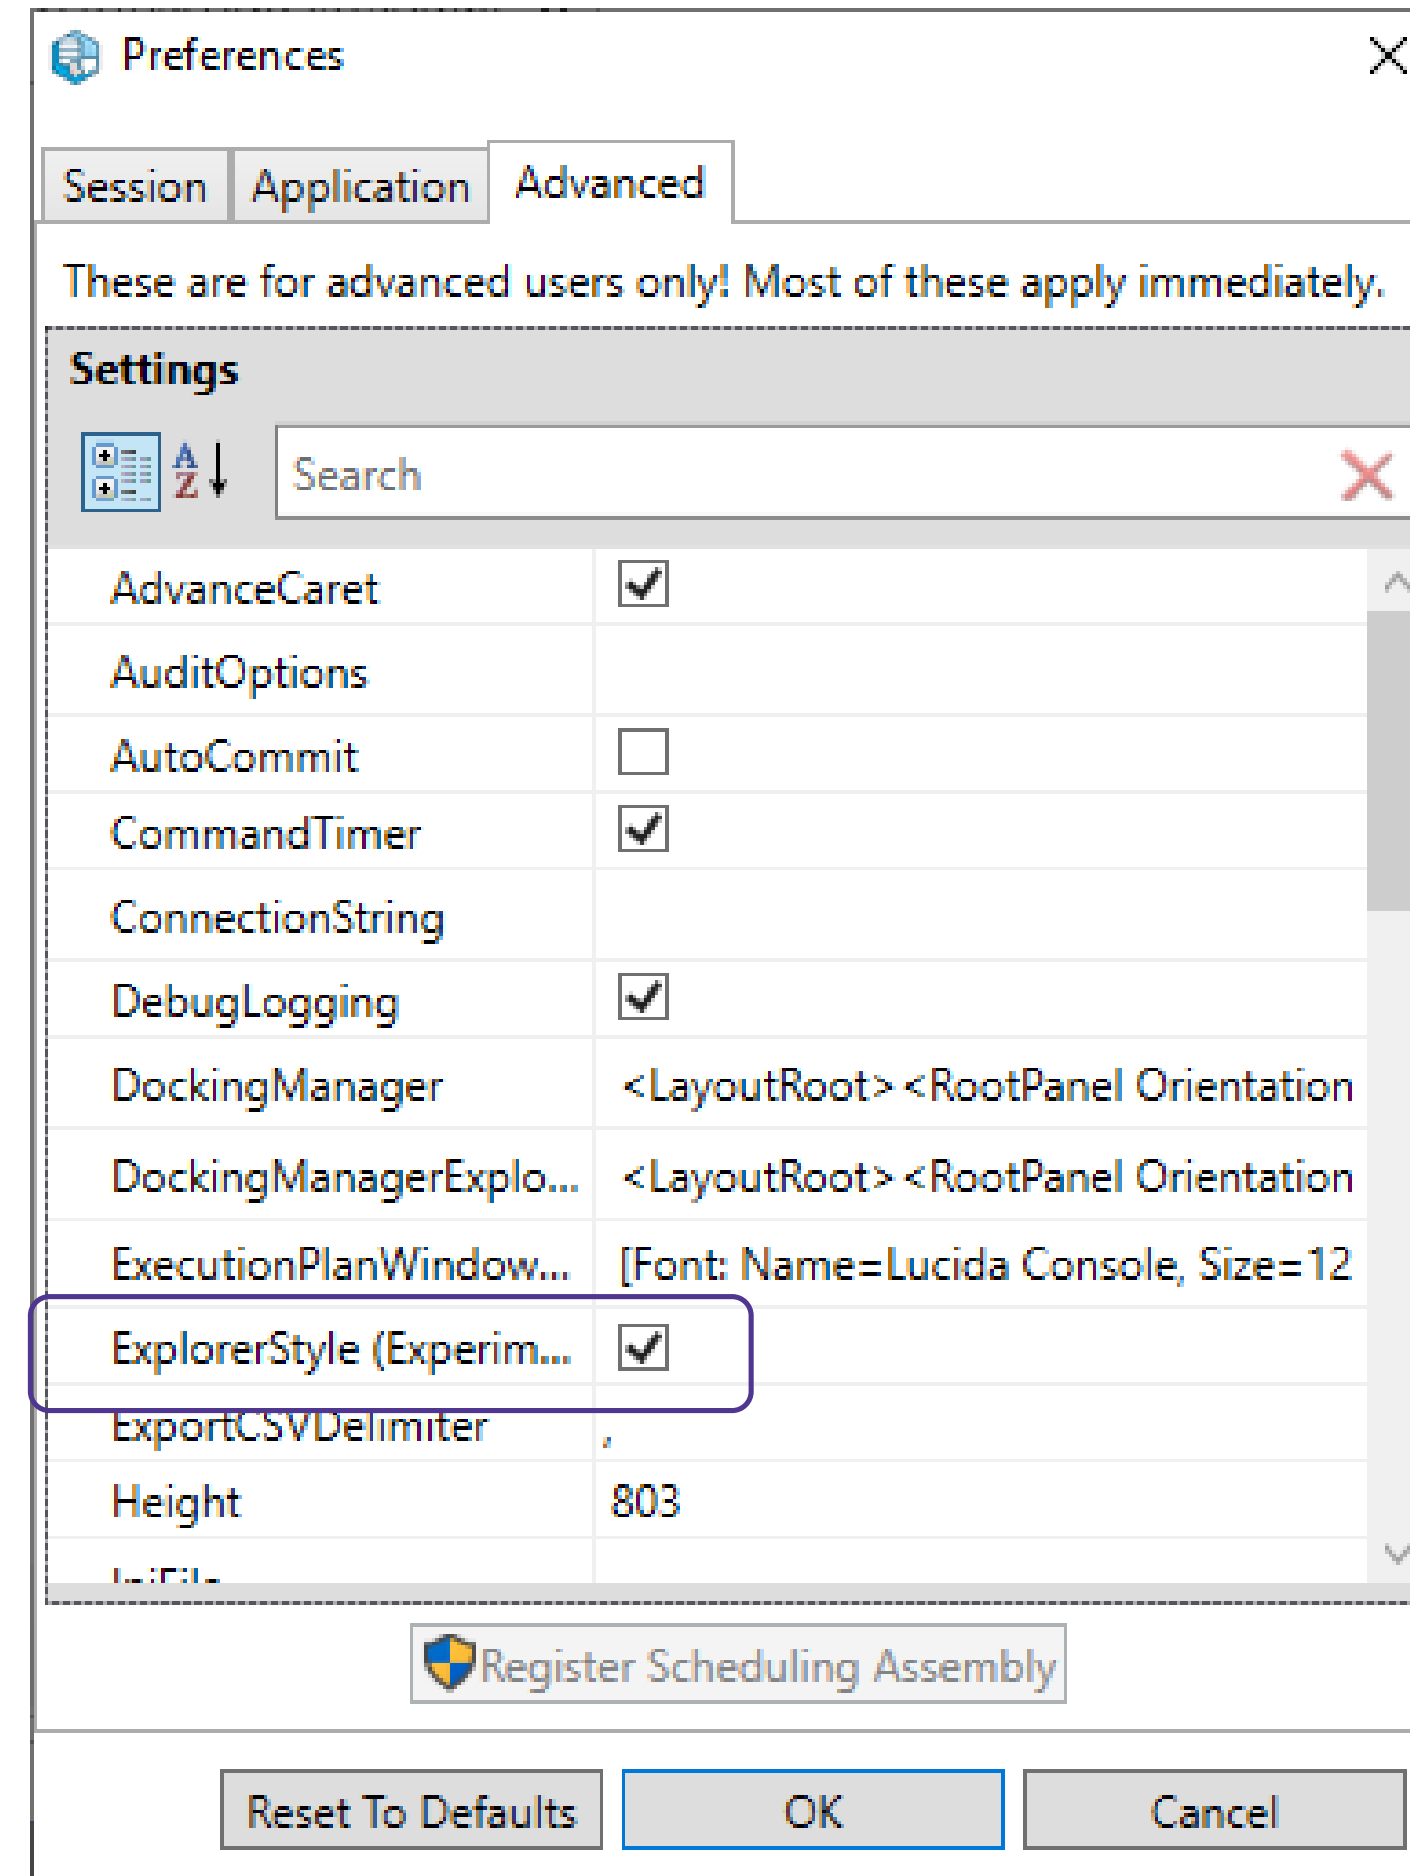 Preferences
Session Application Advanced
These are for advanced users only! Most of these apply immediately.
Settings
A
Z
Search
AdvanceCaret
AuditOptions
AutoCommit
CommandTimer
ConnectionString
DebugLogging
DockingManager <LayoutRoot><RootPanel Orientation
DockingManagerExplo... <LayoutRoot><RootPanel Orientation
ExecutionPlanWindow... [Font: Name=Lucida Console, Size=12
ExplorerStyle (Experim...
ExportCSVDelimiter ,
Height 803
Register Scheduling Assembly
Reset To Defaults OK Cancel